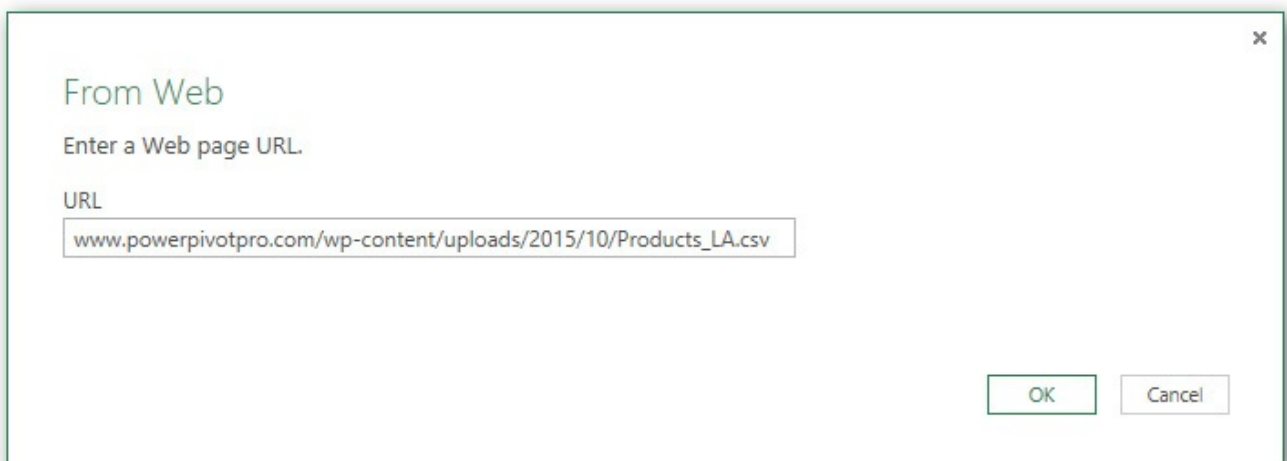 From Web
Enter a Web page URL.
URL
www.powerpivotpro.com/wp-content/uploads/2015/10/Products_LA.csv
OK Cancel